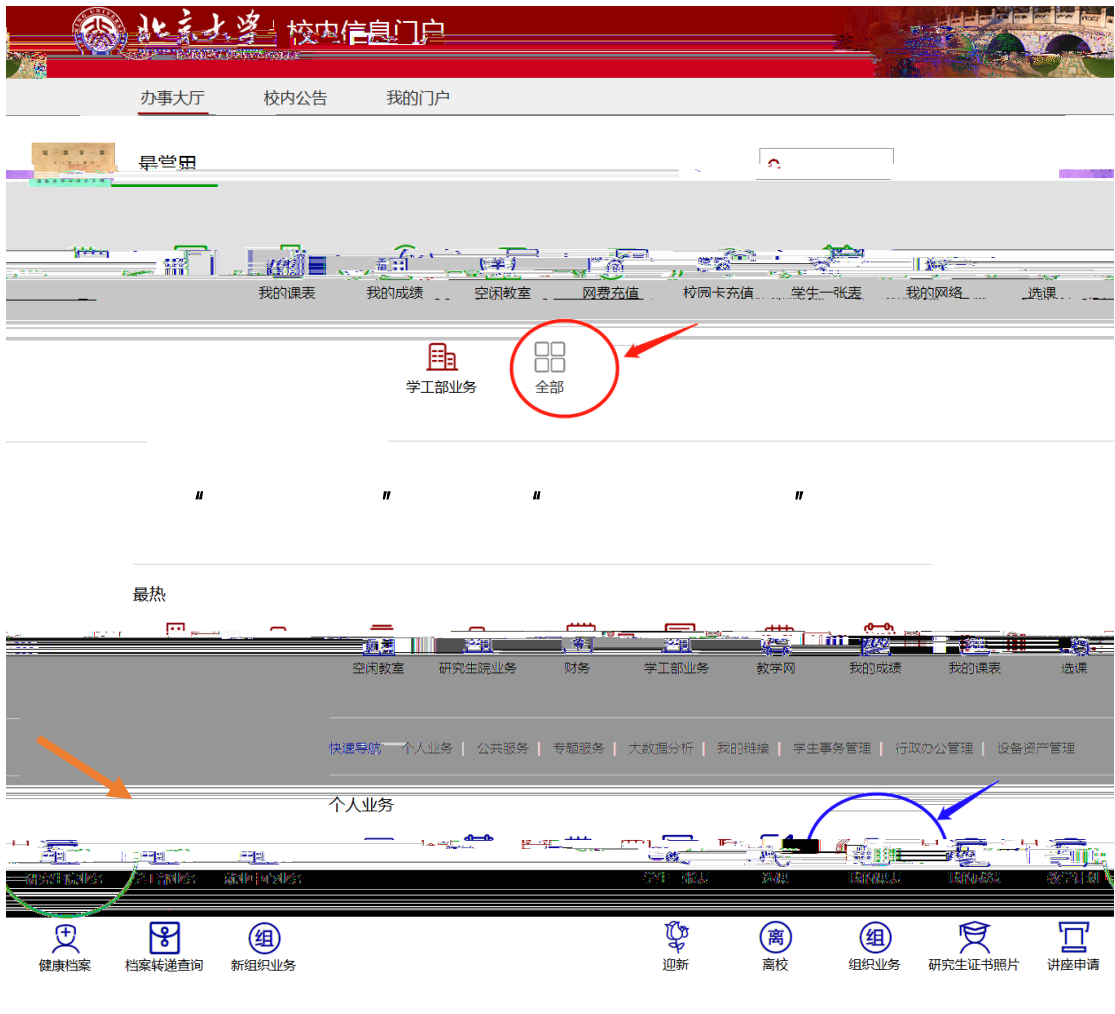 北京大学 校内信息门户
办事大厅 校内公告 我的门户
最常用
我的课表 我的成绩 空闲教室 网费充值 校园卡充值 学生一张表 我的网络 选课
学工部业务 全部
" " " "
最热
空闲教室 研究生院业务 财务 学工部业务 教学网 我的成绩 我的课表 选课
快速导航 个人业务 | 公共服务 | 专题服务 | 大数据分析 | 我的链接 | 学生事务管理 | 行政办公管理 | 设备资产管理
个人业务
健康档案 档案转递查询 新组织业务 迎新 离校 组织业务 研究生证书照片 讲座申请